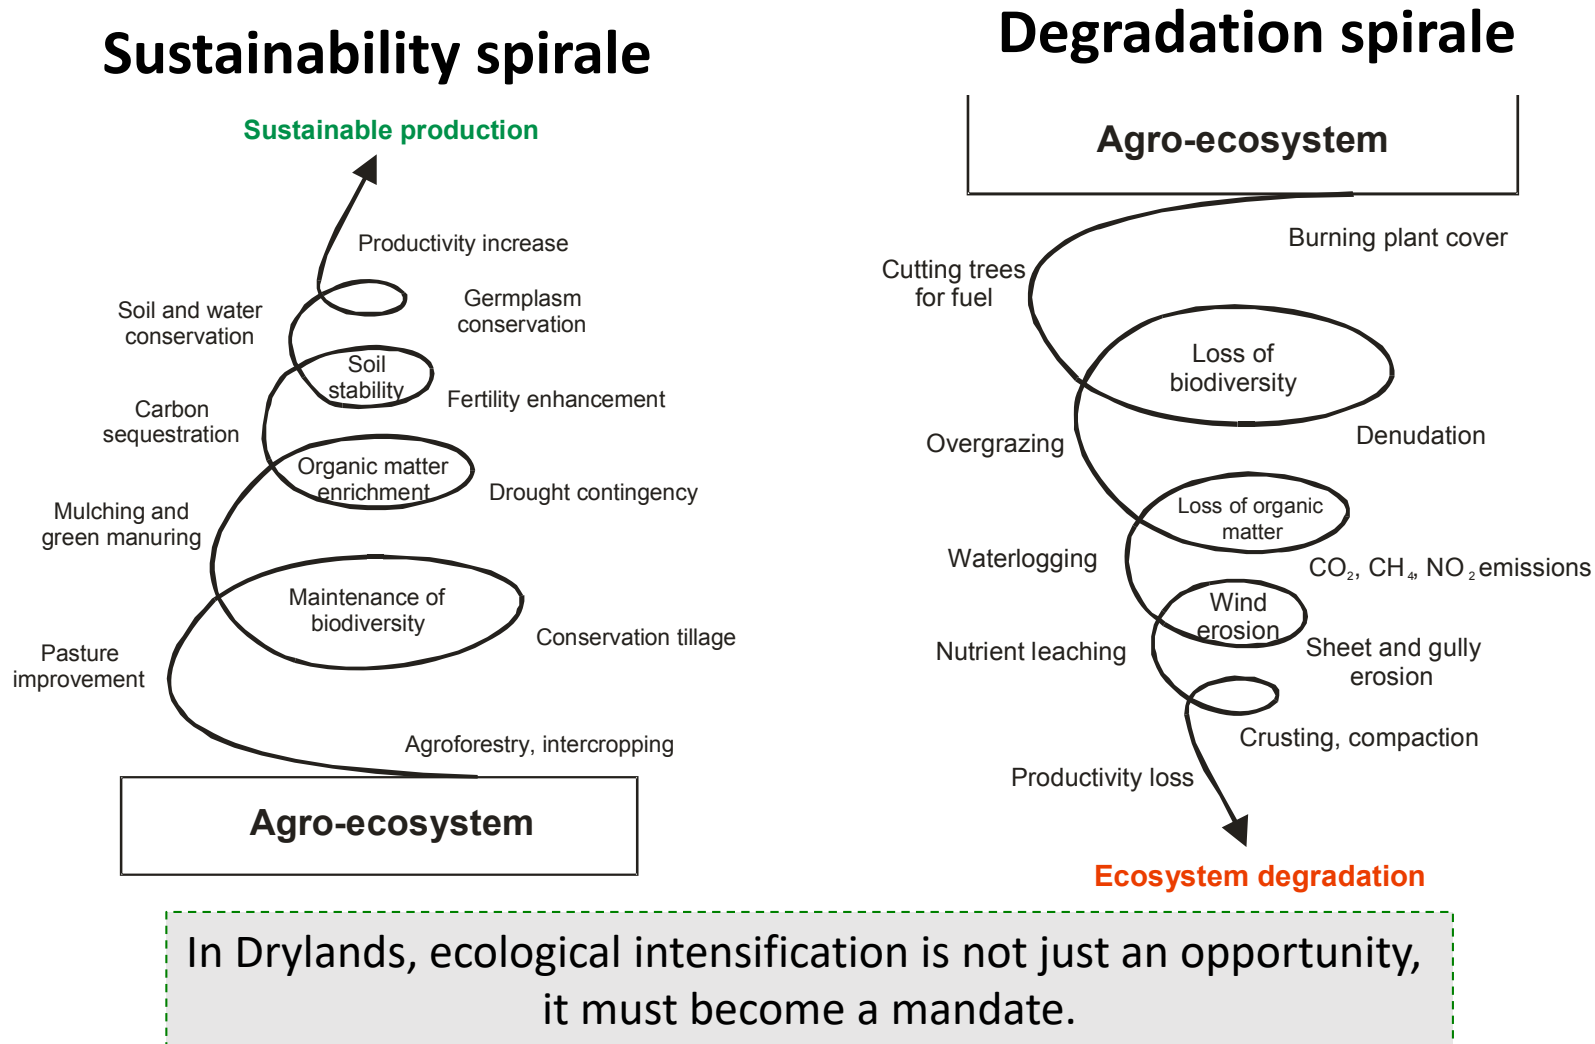 Sustainability spirale
Sustainable production
Productivity increase
Germplasm
conservation
Soil and water
conservation
Soil
stability
Fertility enhancement
Carbon
sequestration
Organic matter
enrichment
Drought contingency
Mulching and
green manuring
Maintenance of
biodiversity
Conservation tillage
Pasture
improvement
Agroforestry, intercropping
Agro-ecosystem
Degradation spirale
Agro-ecosystem
Burning plant cover
Cutting trees
for fuel
Loss of
biodiversity
Denudation
Overgrazing
Loss of organic
matter
Waterlogging
CO₂, CH₄, NO₂ emissions
Wind
erosion
Nutrient leaching
Sheet and gully
erosion
Crusting, compaction
Productivity loss
Ecosystem degradation
In Drylands, ecological intensification is not just an opportunity,
it must become a mandate.